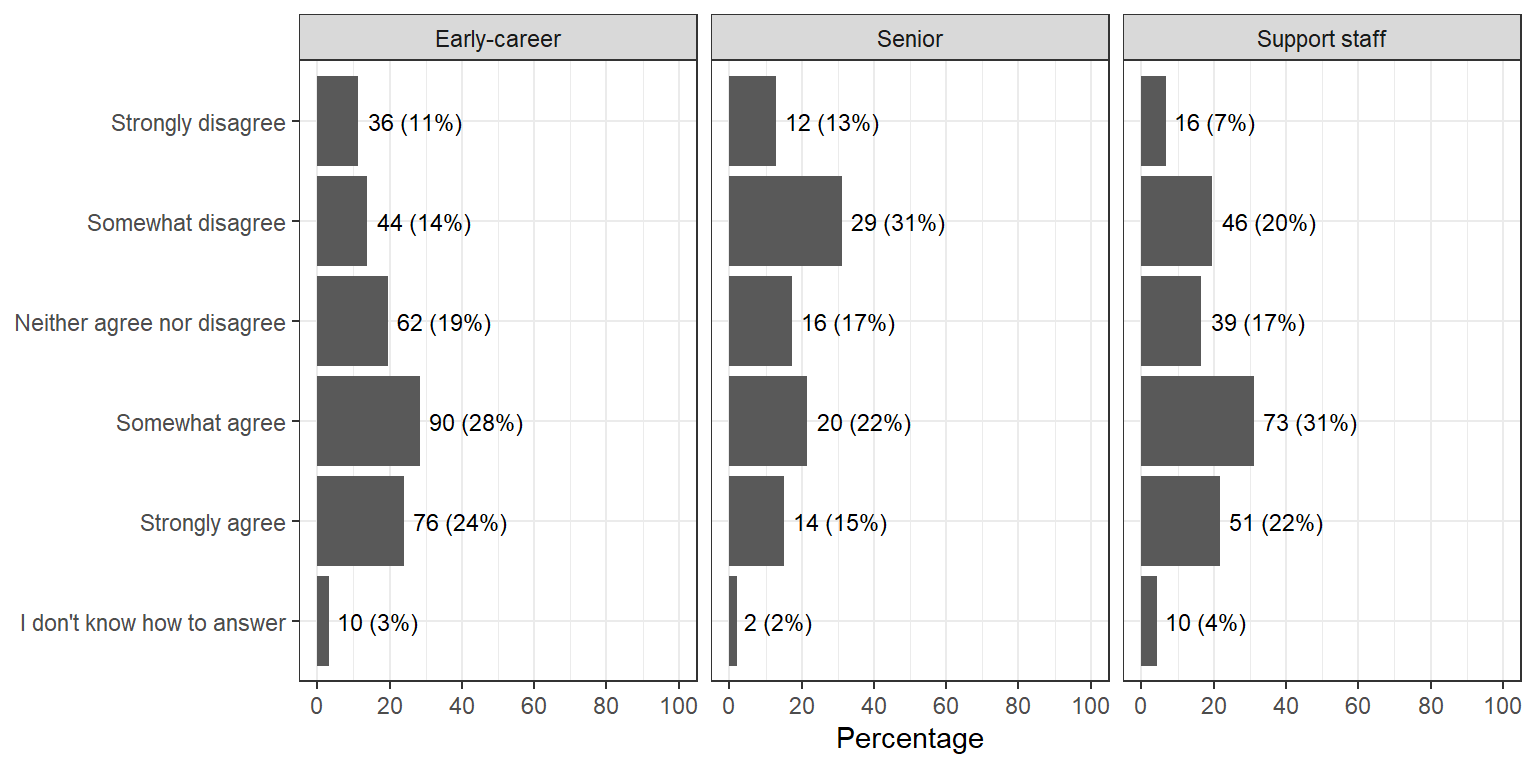 Early-career Senior Support staff
Strongly disagree 36 (11%) 12 (13%) 16 (7%)
Somewhat disagree 44 (14%) 29 (31%) 46 (20%)
Neither agree nor disagree 62 (19%) 16 (17%) 39 (17%)
Somewhat agree 90 (28%) 20 (22%) 73 (31%)
Strongly agree 76 (24%) 14 (15%) 51 (22%)
I don't know how to answer 10 (3%) 2 (2%) 10 (4%)
0 20 40 60 80 100 0 20 40 60 80 100 0 20 40 60 80 100
Percentage